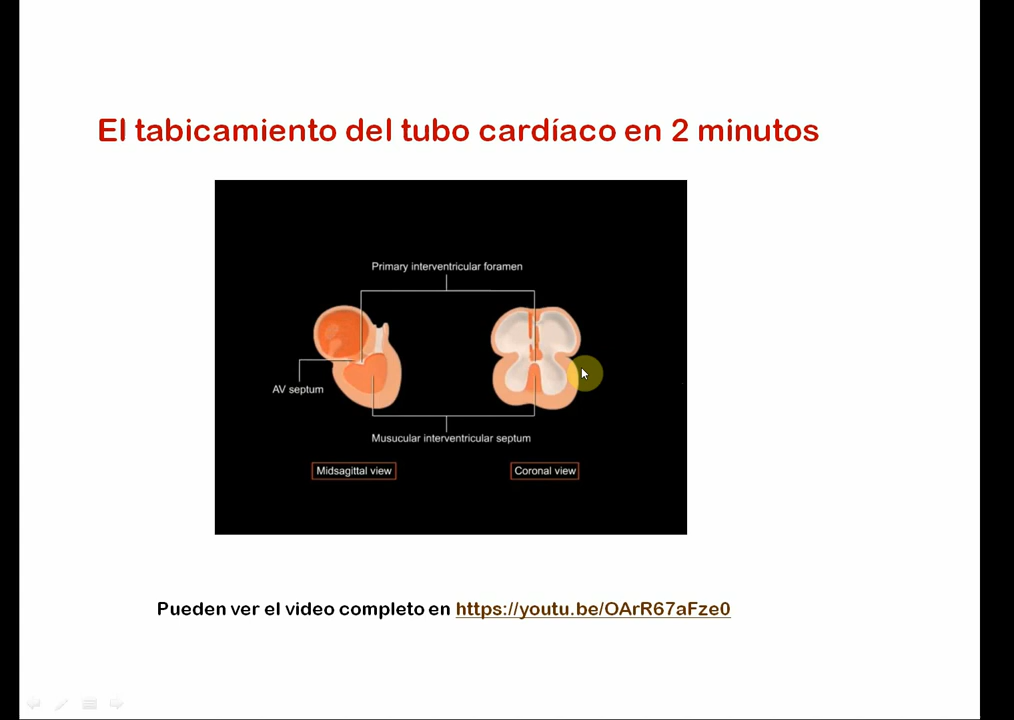 El tabicamiento del tubo cardíaco en 2 minutos
Primary interventricular foramen
AV septum
Musucular interventricular septum
Midsagittal view
Coronal view
Pueden ver el video completo en https://youtu.be/OArR67aFze0